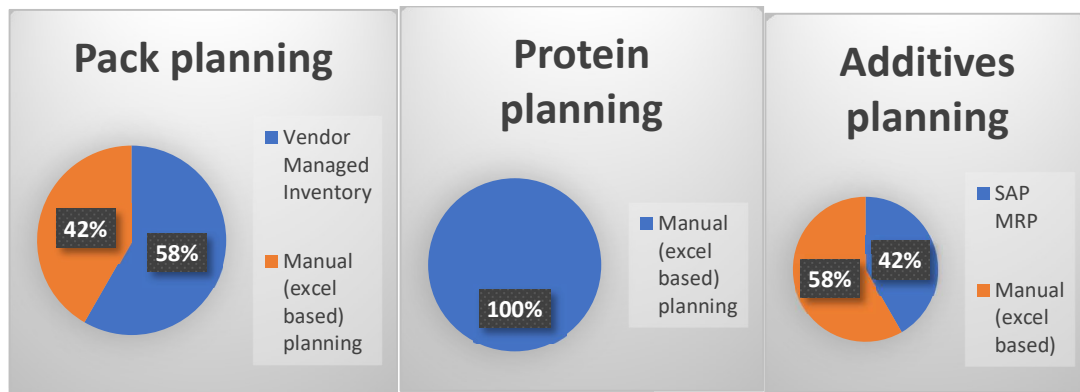 Pack planning
42%
58%
Vendor
Managed
Inventory
Manual
(excel
based)
planning
Protein
planning
100%
Manual
(excel
based)
planning
Additives
planning
58%
42%
SAP
MRP
Manual
(excel
based)